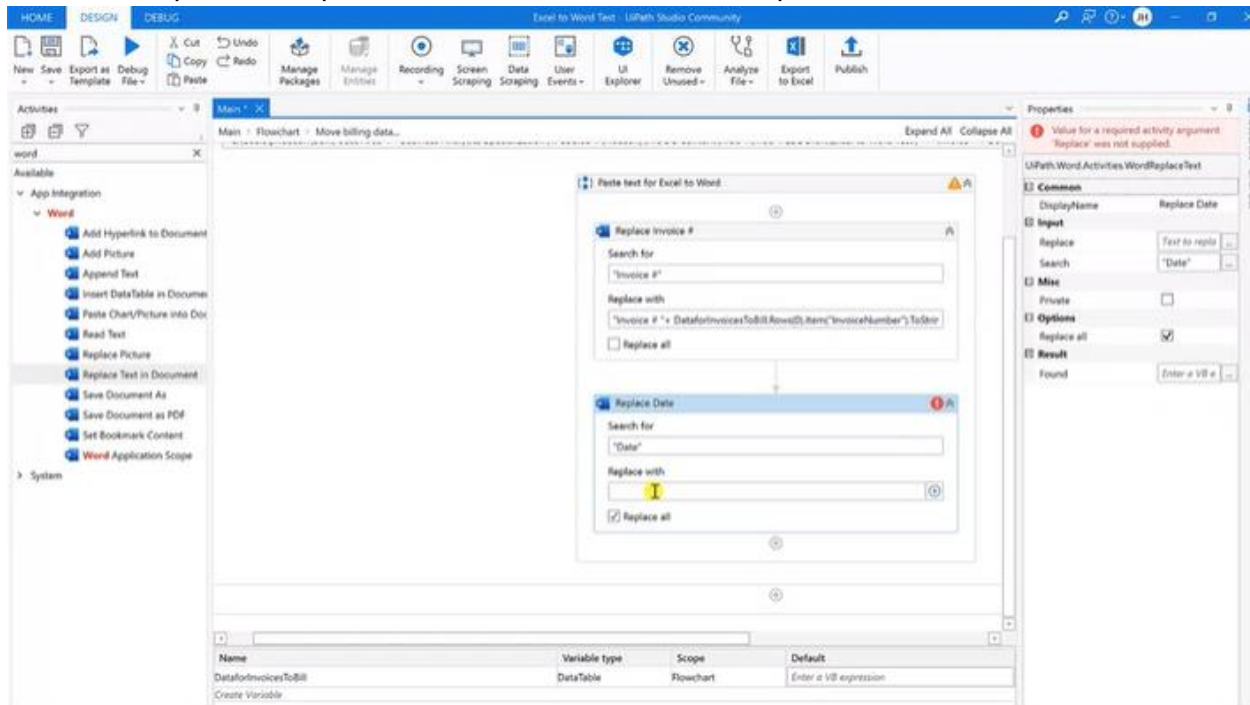 HOME DESIGN DEBUG Excel to Word Test - UiPath Studio Community JH
New Save Export as Template Debug File Cut Copy Paste Undo Redo Manage Packages Manage Entities Recording Screen Scraping Data Scraping User Events UI Explorer Remove Unused Analyze File Export to Excel Publish
Activities
word
Available
App Integration
Word
Add Hyperlink to Document
Add Picture
Append Text
Insert DataTable in Documen
Paste Chart/Picture into Doc
Read Text
Replace Picture
Replace Text in Document
Save Document As
Save Document as PDF
Set Bookmark Content
Word Application Scope
System
Main *
Main > Flowchart > Move billing data... Expand All Collapse All
Paste text for Excel to Word
Replace Invoice #
Search for
"Invoice #"
Replace with
"Invoice # "+ DataforInvoicesToBill.Rows(0).Item("InvoiceNumber").ToStrin
Replace all
Replace Date
Search for
"Date"
Replace with
Replace all
Name Variable type Scope Default
DataforInvoicesToBill DataTable Flowchart Enter a VB expression
Create Variable
Properties
Value for a required activity argument
'Replace' was not supplied.
UiPath.Word.Activities.WordReplaceText
Common
DisplayName Replace Date
Input
Replace Text to repla ...
Search "Date" ...
Misc
Private
Options
Replace all
Result
Found Enter a VB e ...